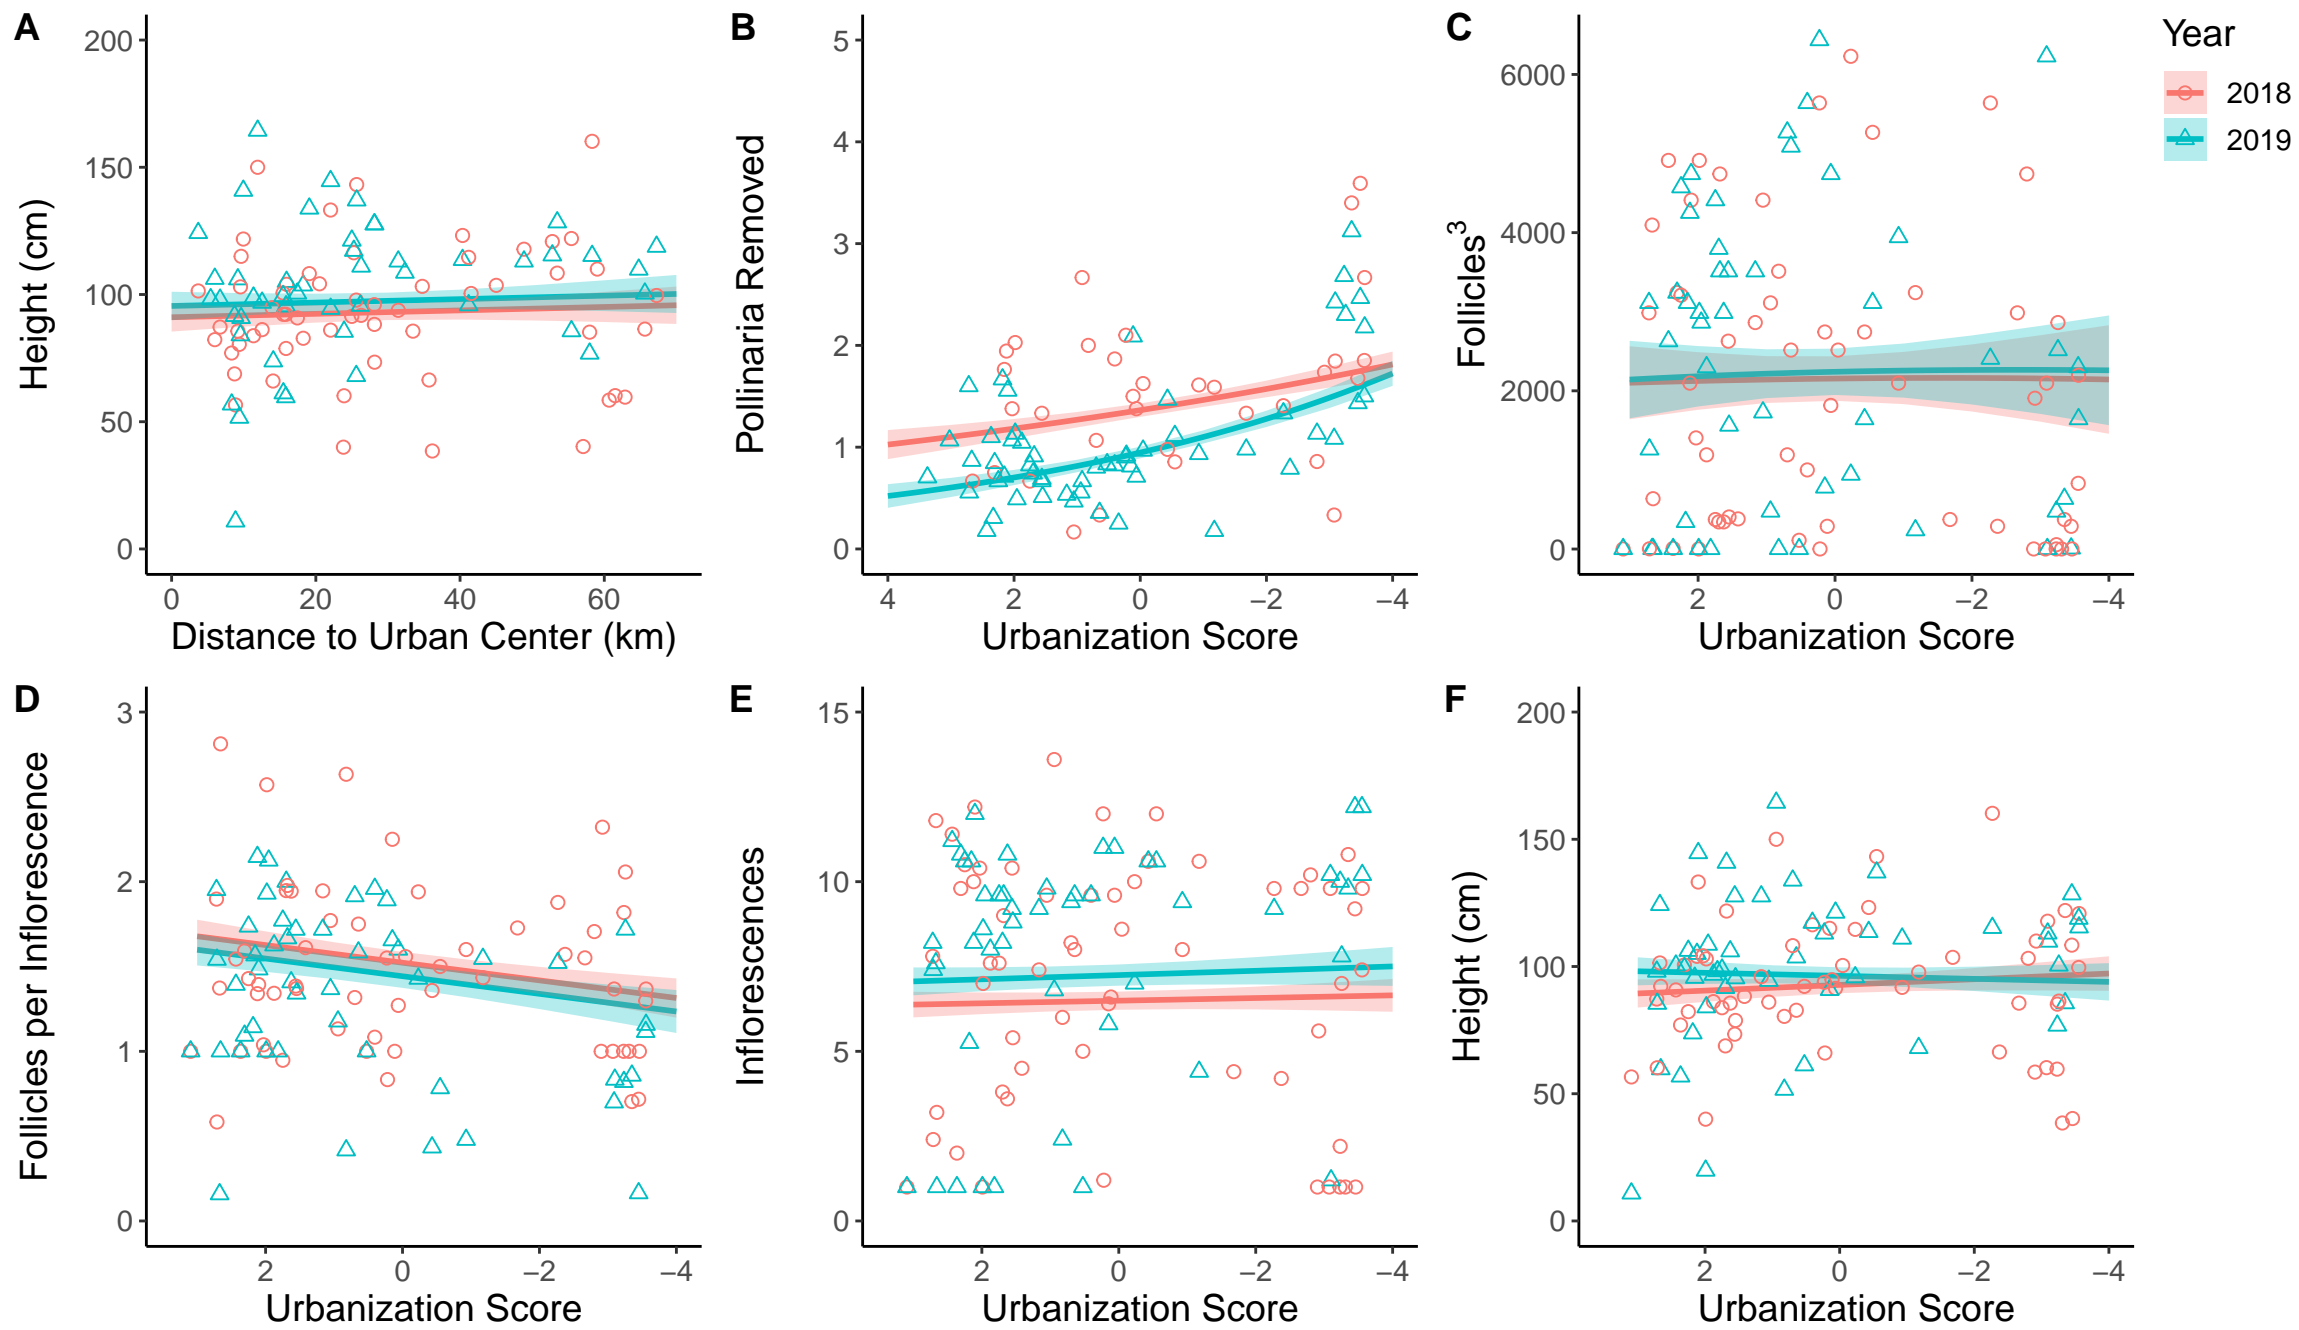 A
200
150
100
50
0
Height (cm)
0 20 40 60
Distance to Urban Center (km)
B
5
4
3
2
1
0
Pollinaria Removed
4 2 0 −2 −4
Urbanization Score
C
6000
4000
2000
0
Follicles³
2 0 −2 −4
Urbanization Score
Year
2018
2019
D
3
2
1
0
Follicles per Inflorescence
2 0 −2 −4
Urbanization Score
E
15
10
5
0
Inflorescences
2 0 −2 −4
Urbanization Score
F
200
150
100
50
0
Height (cm)
2 0 −2 −4
Urbanization Score